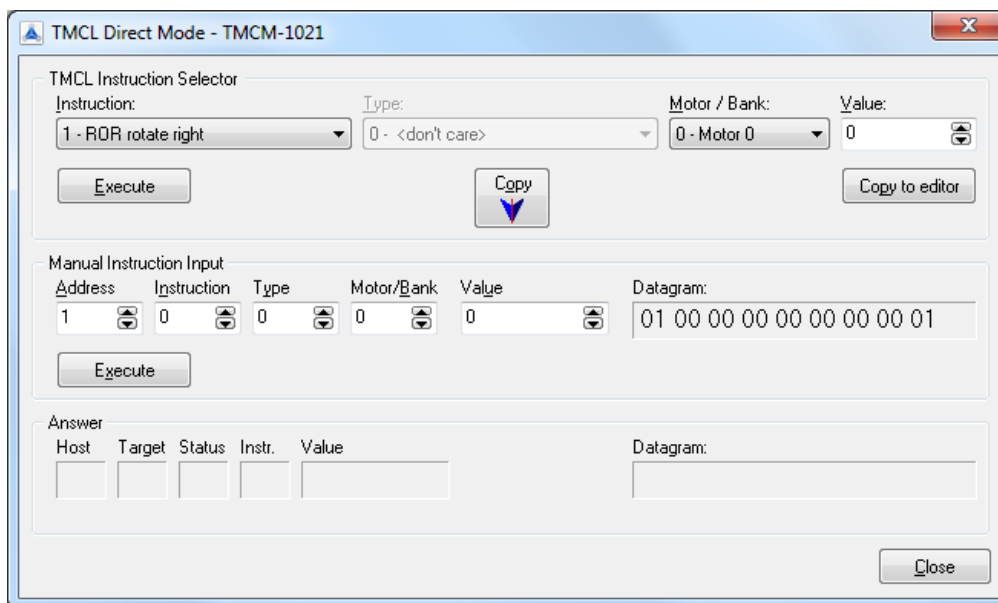 TMCL Direct Mode - TMCM-1021
TMCL Instruction Selector
Instruction: Type: Motor / Bank: Value:
1 - ROR rotate right 0 - <don't care> 0 - Motor 0 0
Execute Copy Copy to editor
Manual Instruction Input
Address Instruction Type Motor/Bank Value Datagram:
1 0 0 0 0 01 00 00 00 00 00 00 00 01
Execute
Answer
Host Target Status Instr. Value Datagram:
Close